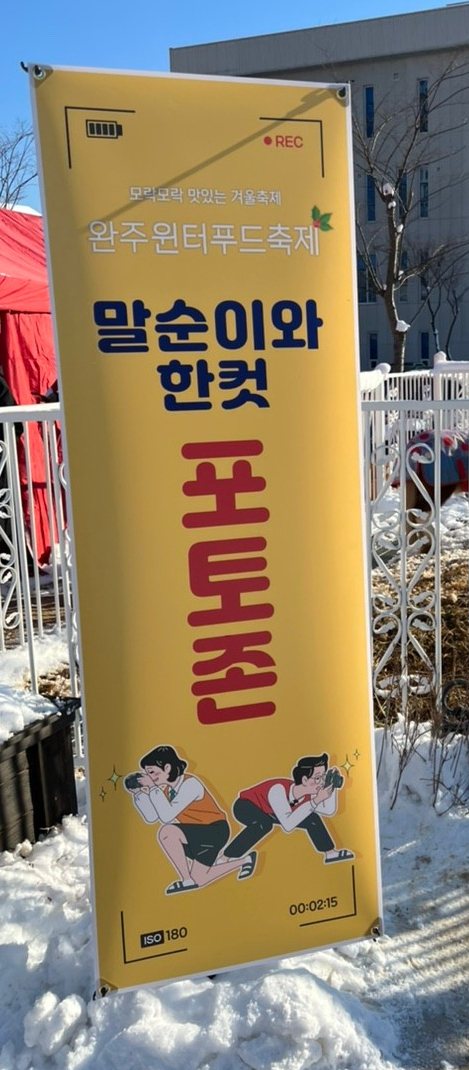 REC
모락모락 맛있는 겨울축제
완주윈터푸드축제
말순이와
한컷
포토존
00:02:15
ISO 180